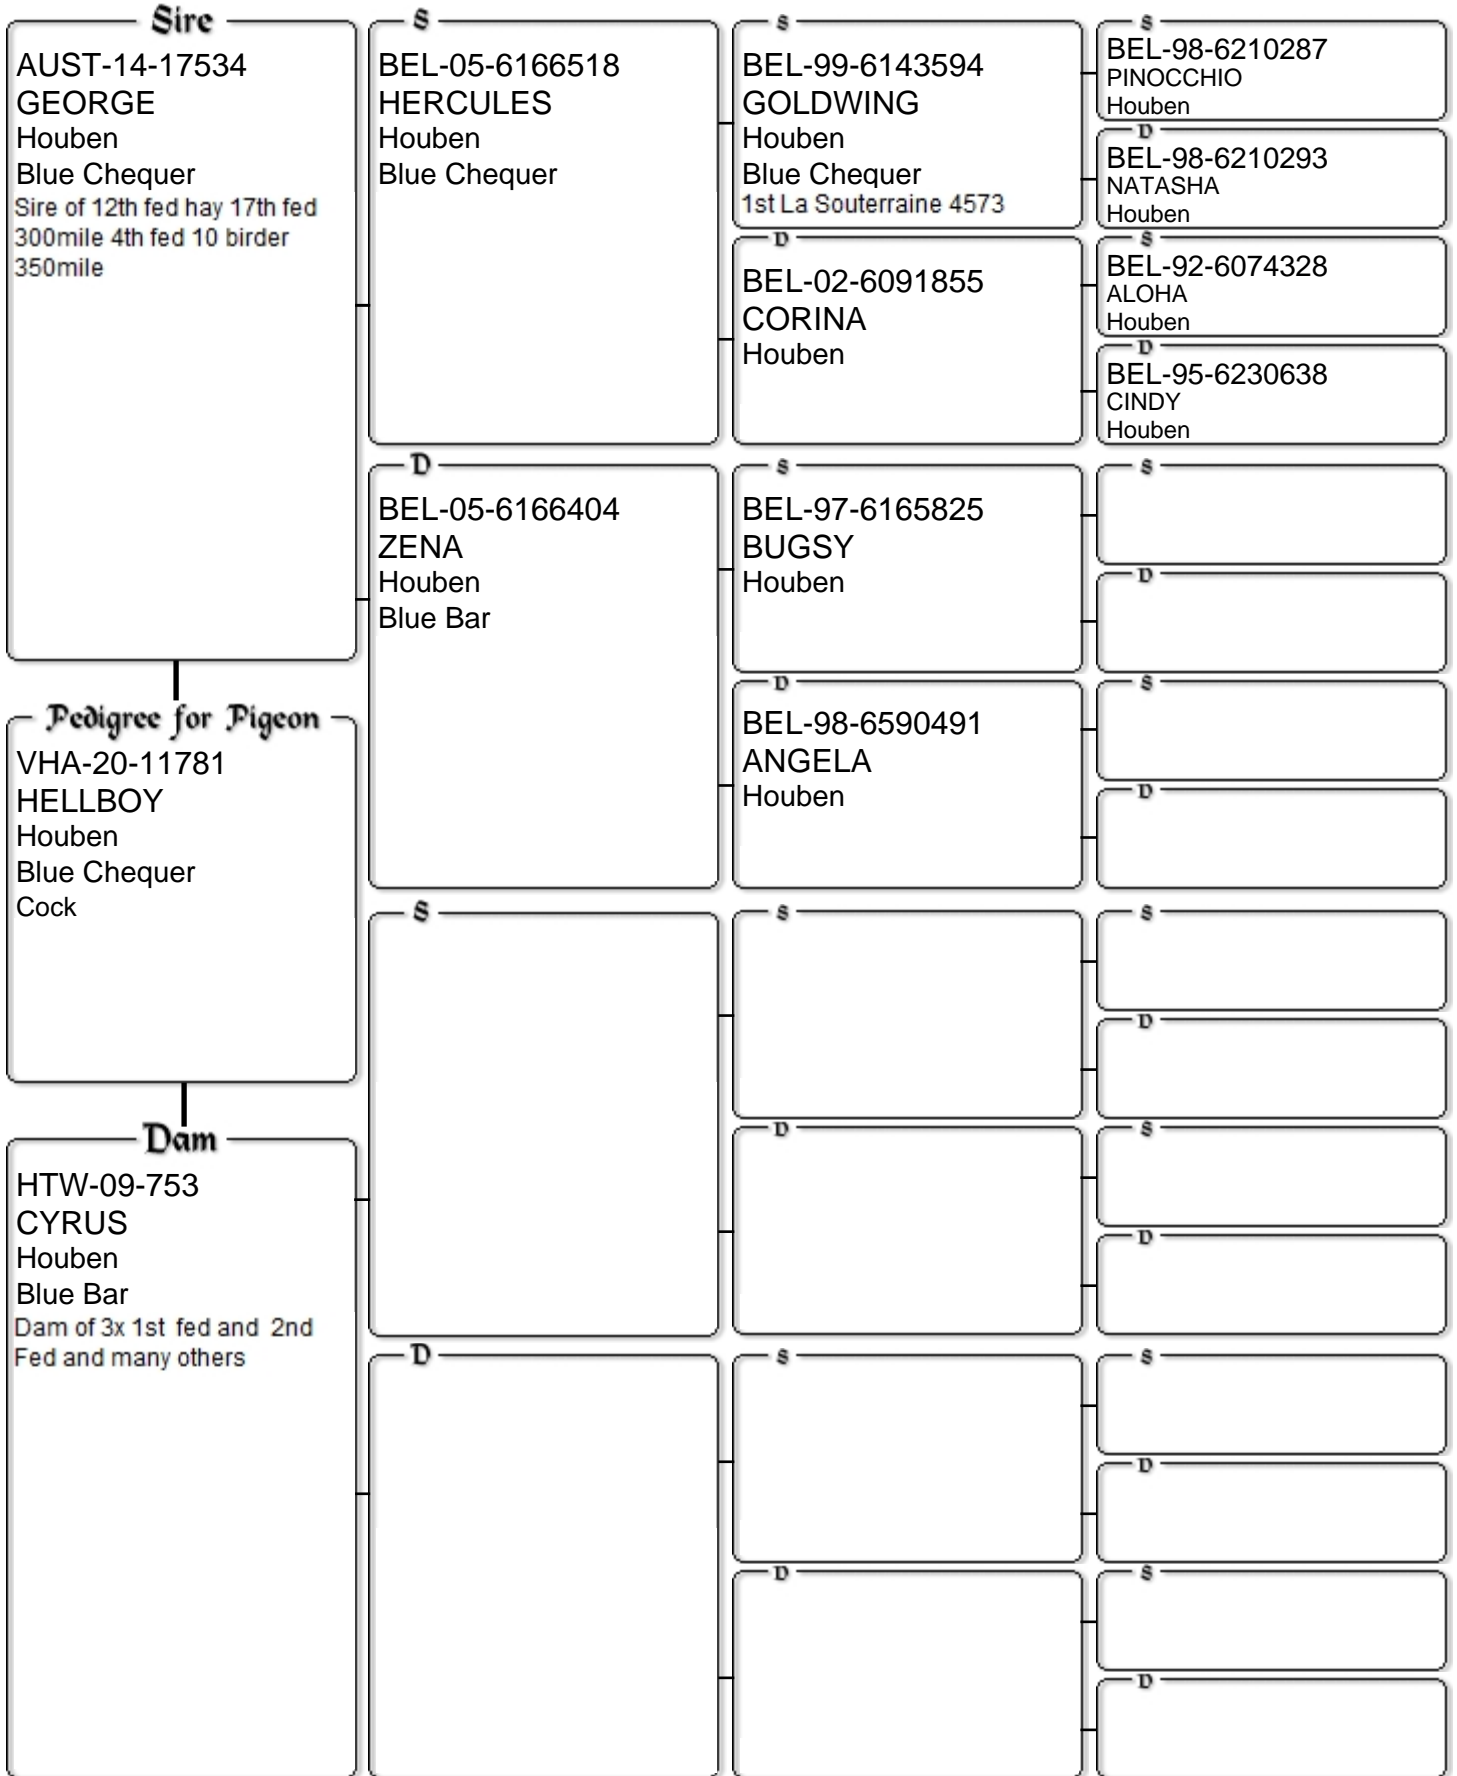 Sire
AUST-14-17534
GEORGE
Houben
Blue Chequer
Sire of 12th fed hay 17th fed
300mile 4th fed 10 birder
350mile
Pedigree for Pigeon
VHA-20-11781
HELLBOY
Houben
Blue Chequer
Cock
Dam
HTW-09-753
CYRUS
Houben
Blue Bar
Dam of 3x 1st fed and 2nd
Fed and many others
S
BEL-05-6166518
HERCULES
Houben
Blue Chequer
D
BEL-05-6166404
ZENA
Houben
Blue Bar
S
D
S
BEL-99-6143594
GOLDWING
Houben
Blue Chequer
1st La Souterraine 4573
D
BEL-02-6091855
CORINA
Houben
S
BEL-97-6165825
BUGSY
Houben
D
BEL-98-6590491
ANGELA
Houben
S
D
S
D
S
BEL-98-6210287
PINOCCHIO
Houben
D
BEL-98-6210293
NATASHA
Houben
S
BEL-92-6074328
ALOHA
Houben
D
BEL-95-6230638
CINDY
Houben
S
D
S
D
S
D
S
D
S
D
S
D